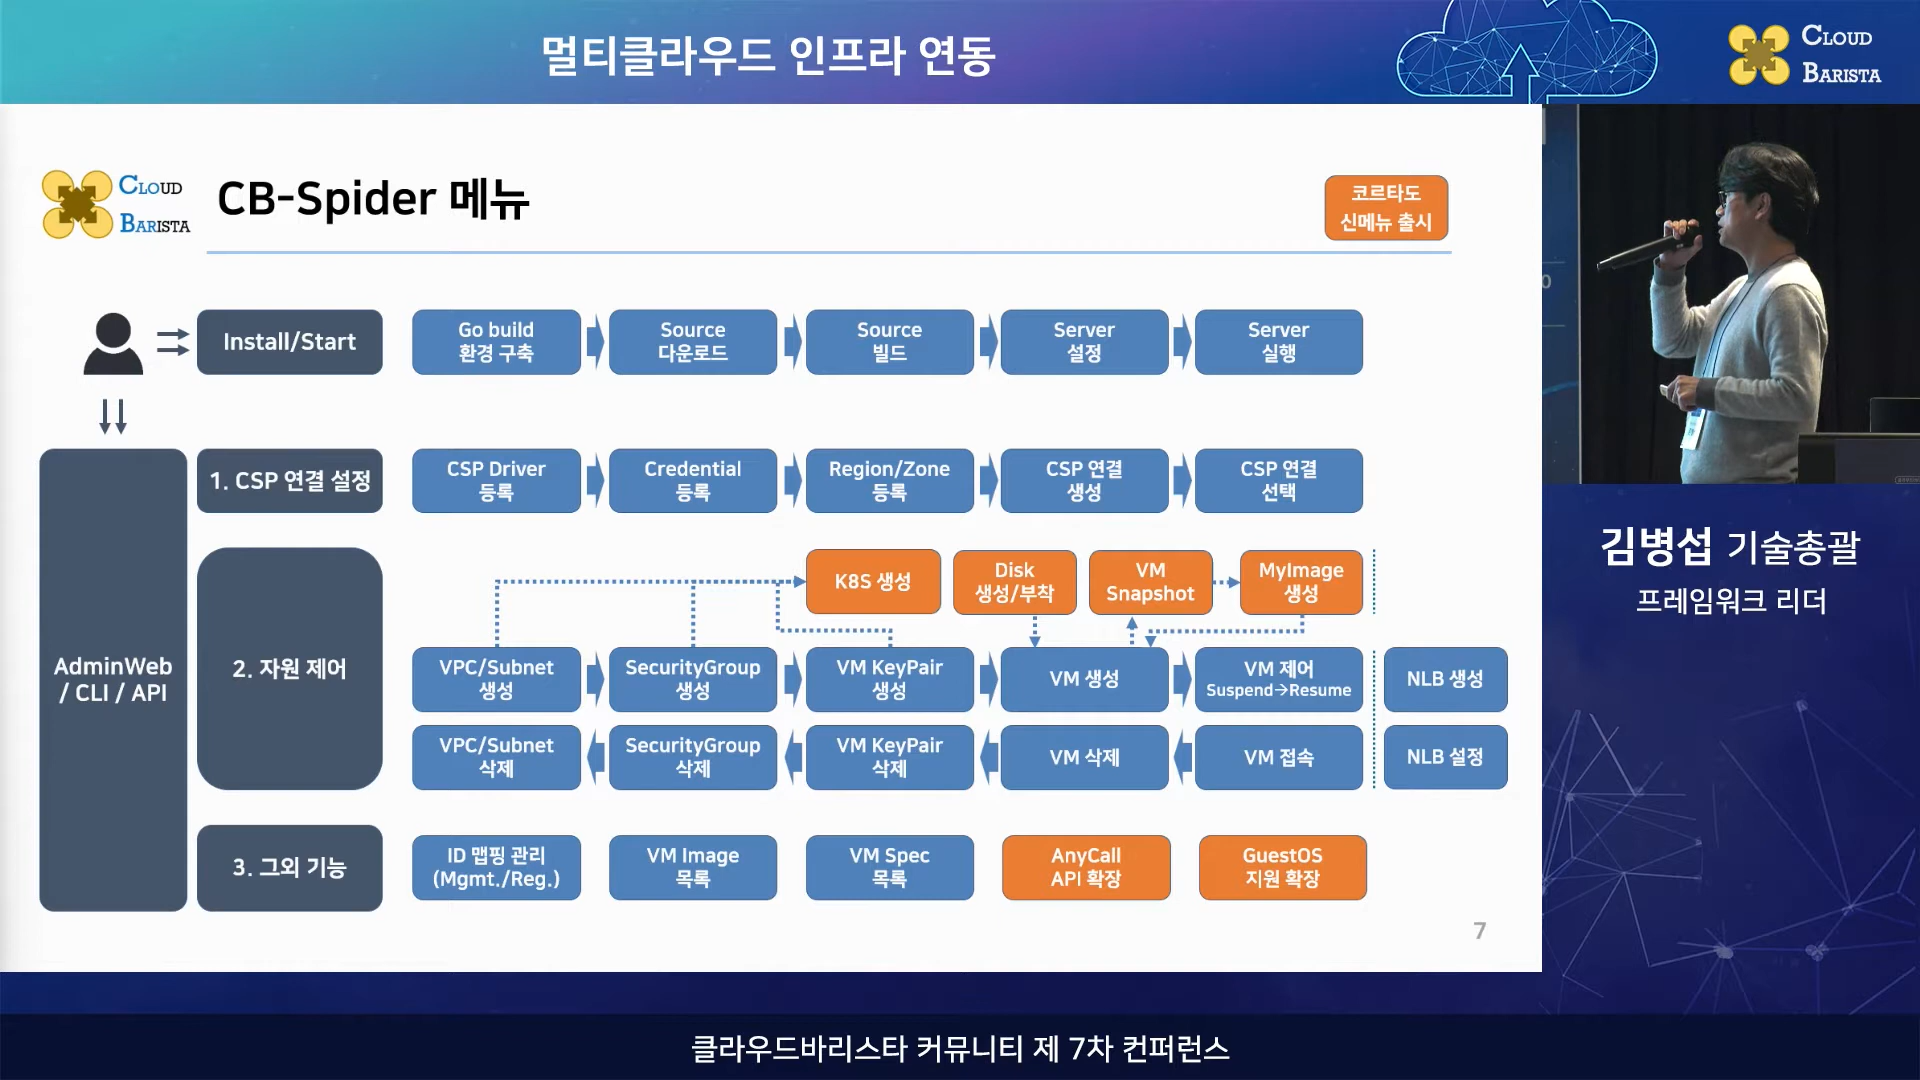 멀티클라우드 인프라 연동
CLOUD
BARISTA
CLOUD
BARISTA
CB-Spider 메뉴
코르타도
신메뉴 출시
Install/Start
Go build
환경 구축
Source
다운로드
Source
빌드
Server
설정
Server
실행
AdminWeb
/ CLI / API
1. CSP 연결 설정
CSP Driver
등록
Credential
등록
Region/Zone
등록
CSP 연결
생성
CSP 연결
선택
2. 자원 제어
K8S 생성
Disk
생성/부착
VM
Snapshot
MyImage
생성
VPC/Subnet
생성
SecurityGroup
생성
VM KeyPair
생성
VM 생성
VM 제어
Suspend→Resume
NLB 생성
VPC/Subnet
삭제
SecurityGroup
삭제
VM KeyPair
삭제
VM 삭제
VM 접속
NLB 설정
3. 그외 기능
ID 맵핑 관리
(Mgmt./Reg.)
VM Image
목록
VM Spec
목록
AnyCall
API 확장
GuestOS
지원 확장
7
김병섭 기술총괄
프레임워크 리더
클라우드바리스타 커뮤니티 제 7차 컨퍼런스